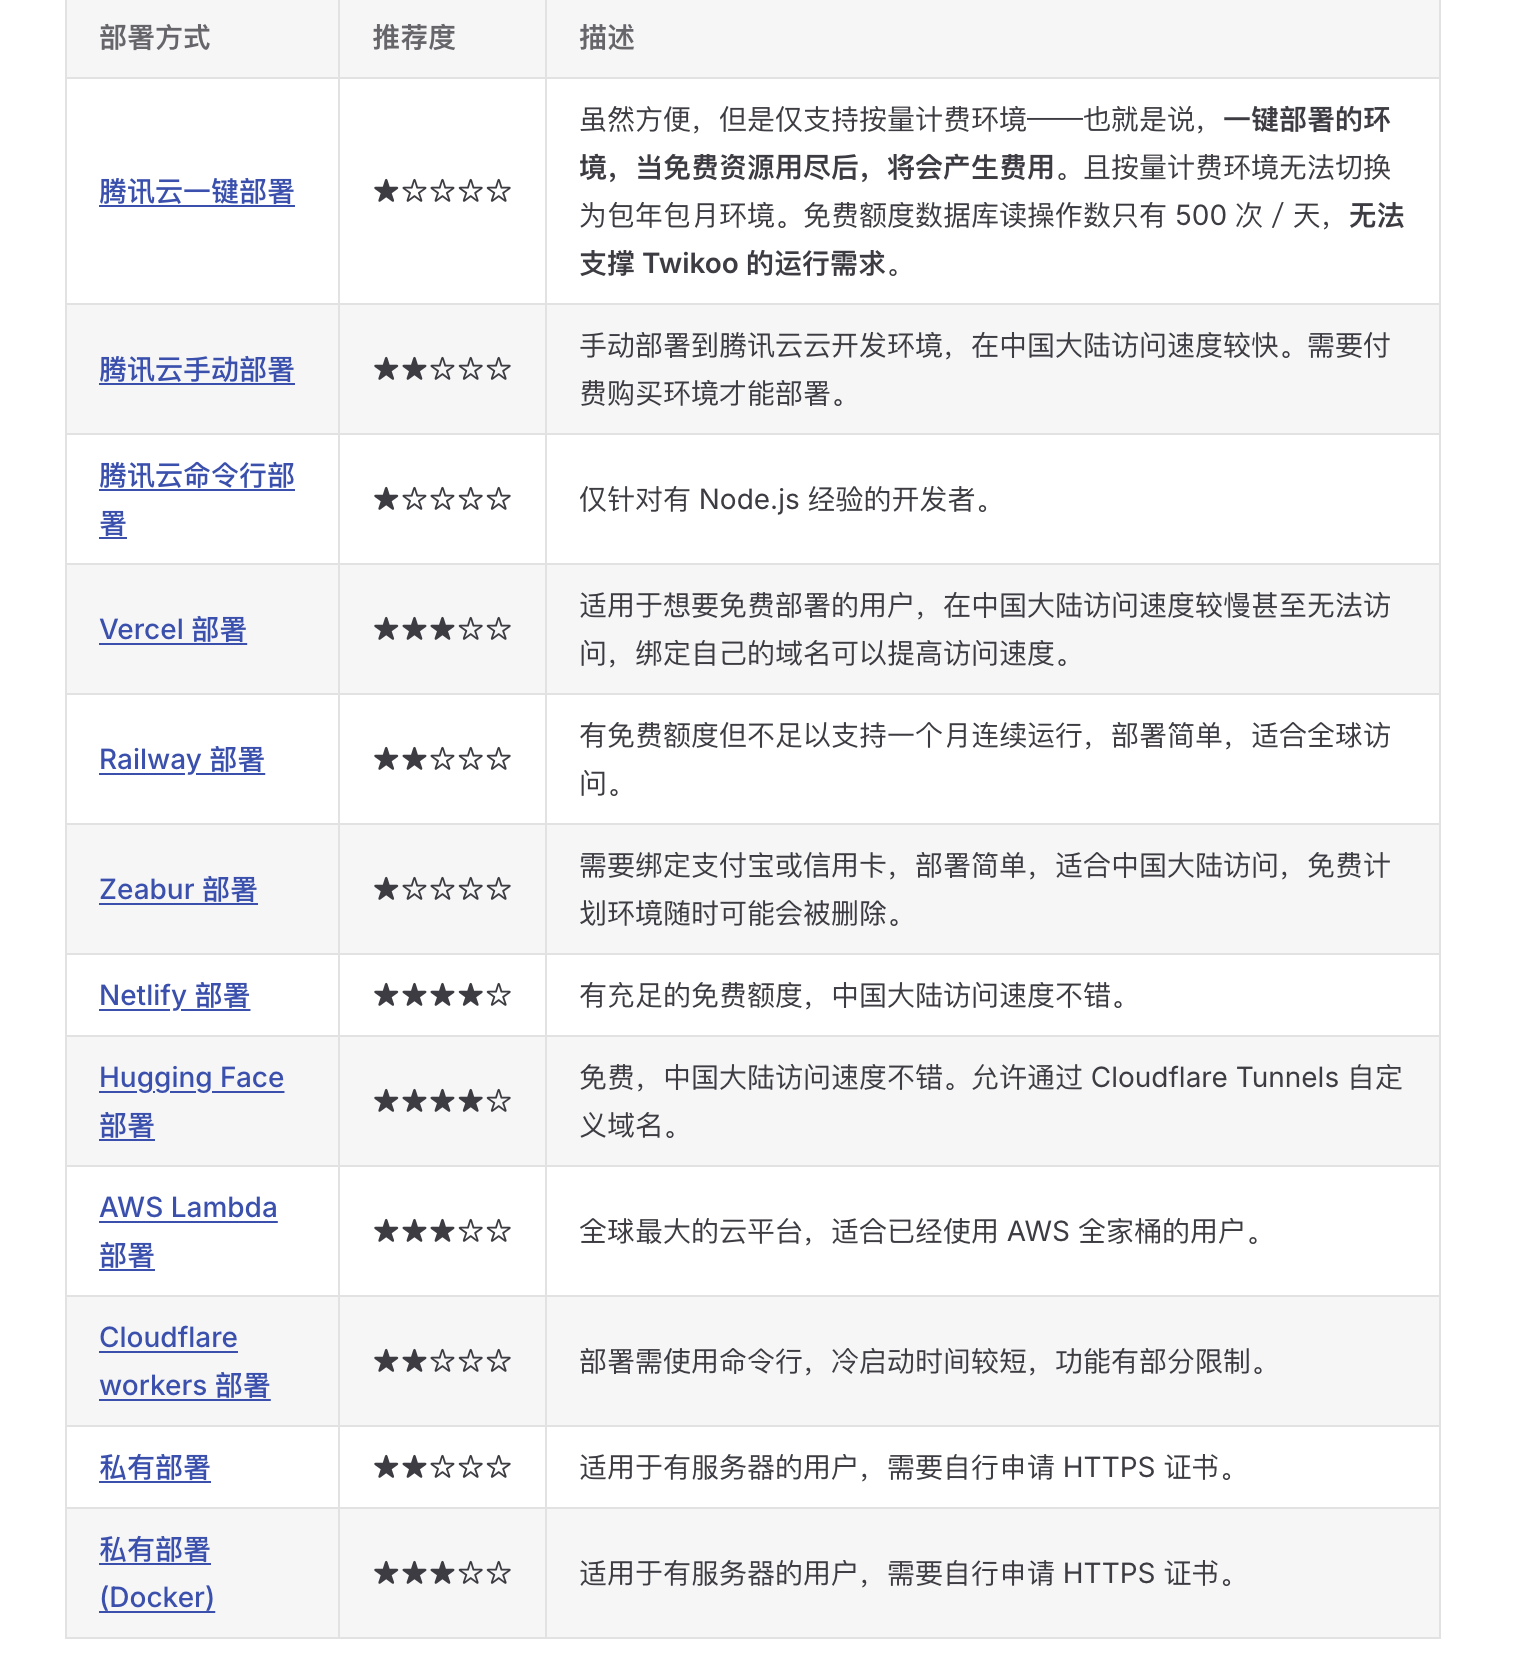 部署方式
推荐度
描述
腾讯云一键部署
★☆☆☆☆
虽然方便，但是仅支持按量计费环境——也就是说，一键部署的环
境，当免费资源用尽后，将会产生费用。且按量计费环境无法切换
为包年包月环境。免费额度数据库读操作数只有 500 次 / 天，无法
支撑 Twikoo 的运行需求。
腾讯云手动部署
★★☆☆☆
手动部署到腾讯云云开发环境，在中国大陆访问速度较快。需要付
费购买环境才能部署。
腾讯云命令行部
署
★☆☆☆☆
仅针对有 Node.js 经验的开发者。
Vercel 部署
★★★☆☆
适用于想要免费部署的用户，在中国大陆访问速度较慢甚至无法访
问，绑定自己的域名可以提高访问速度。
Railway 部署
★★☆☆☆
有免费额度但不足以支持一个月连续运行，部署简单，适合全球访
问。
Zeabur 部署
★☆☆☆☆
需要绑定支付宝或信用卡，部署简单，适合中国大陆访问，免费计
划环境随时可能会被删除。
Netlify 部署
★★★★☆
有充足的免费额度，中国大陆访问速度不错。
Hugging Face
部署
★★★★☆
免费，中国大陆访问速度不错。允许通过 Cloudflare Tunnels 自定
义域名。
AWS Lambda
部署
★★★☆☆
全球最大的云平台，适合已经使用 AWS 全家桶的用户。
Cloudflare
workers 部署
★★☆☆☆
部署需使用命令行，冷启动时间较短，功能有部分限制。
私有部署
★★☆☆☆
适用于有服务器的用户，需要自行申请 HTTPS 证书。
私有部署
(Docker)
★★★☆☆
适用于有服务器的用户，需要自行申请 HTTPS 证书。